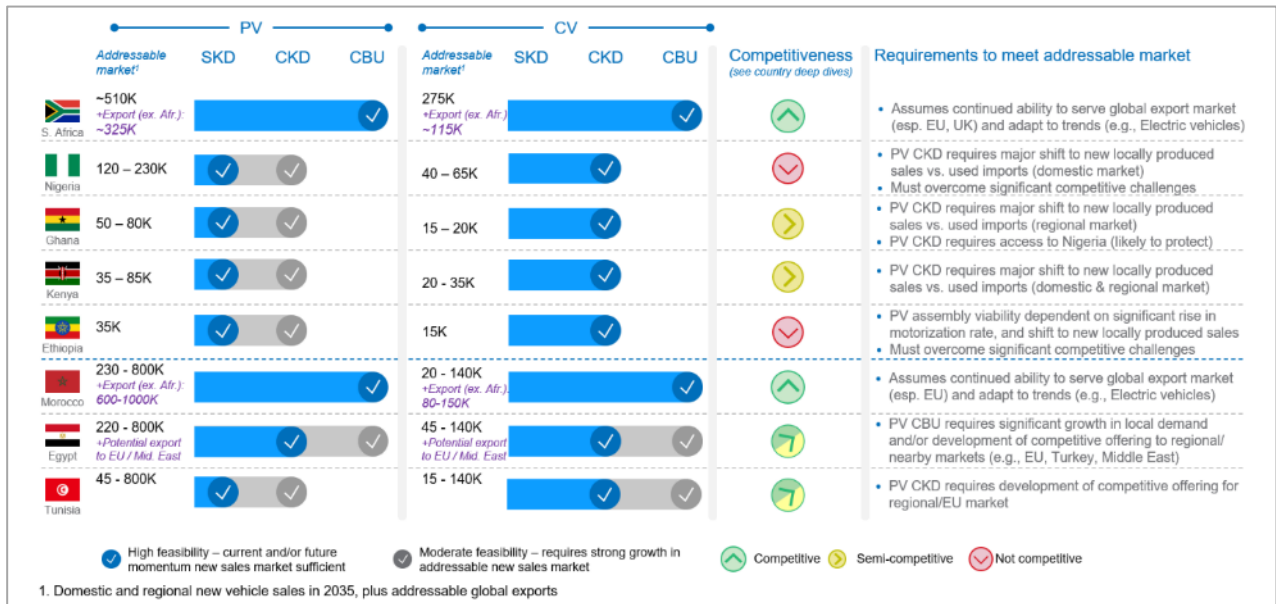 PV
CV
Addressable
market¹
SKD
CKD
CBU
Addressable
market¹
SKD
CKD
CBU
Competitiveness
(see country deep dives)
Requirements to meet addressable market
S. Africa
~510K
+Export (ex. Afr.):
~325K
275K
+Export (ex. Afr.):
~115K
• Assumes continued ability to serve global export market
(esp. EU, UK) and adapt to trends (e.g., Electric vehicles)
Nigeria
120 – 230K
40 – 65K
• PV CKD requires major shift to new locally produced
sales vs. used imports (domestic market)
• Must overcome significant competitive challenges
Ghana
50 – 80K
15 – 20K
• PV CKD requires major shift to new locally produced
sales vs. used imports (regional market)
• PV CKD requires access to Nigeria (likely to protect)
Kenya
35 – 85K
20 - 35K
• PV CKD requires major shift to new locally produced
sales vs. used imports (domestic & regional market)
Ethiopia
35K
15K
• PV assembly viability dependent on significant rise in
motorization rate, and shift to new locally produced sales
• Must overcome significant competitive challenges
Morocco
230 - 800K
+Export (ex. Afr.):
600-1000K
20 - 140K
+Export (ex. Afr.):
80-150K
• Assumes continued ability to serve global export market
(esp. EU) and adapt to trends (e.g., Electric vehicles)
Egypt
220 - 800K
+Potential export
to EU / Mid. East
45 - 140K
+Potential export
to EU / Mid. East
• PV CBU requires significant growth in local demand
and/or development of competitive offering to regional/
nearby markets (e.g., EU, Turkey, Middle East)
Tunisia
45 - 800K
15 - 140K
• PV CKD requires development of competitive offering for
regional/EU market
High feasibility – current and/or future
momentum new sales market sufficient
Moderate feasibility – requires strong growth in
addressable new sales market
Competitive
Semi-competitive
Not competitive
1. Domestic and regional new vehicle sales in 2035, plus addressable global exports